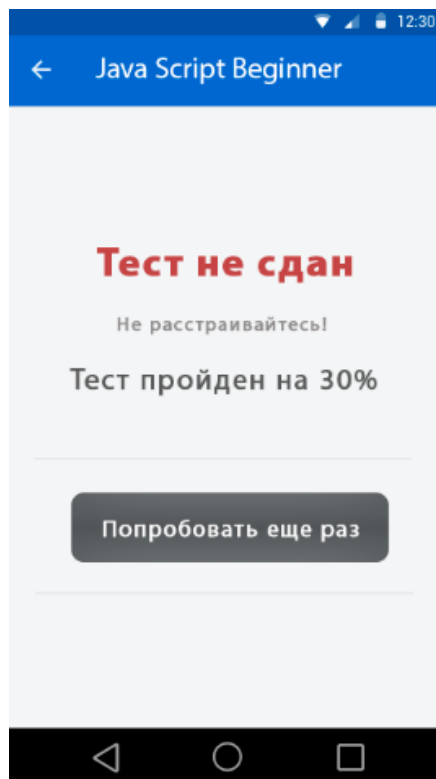 12:30
Java Script Beginner
Тест не сдан
Не расстраивайтесь!
Тест пройден на 30%
Попробовать еще раз